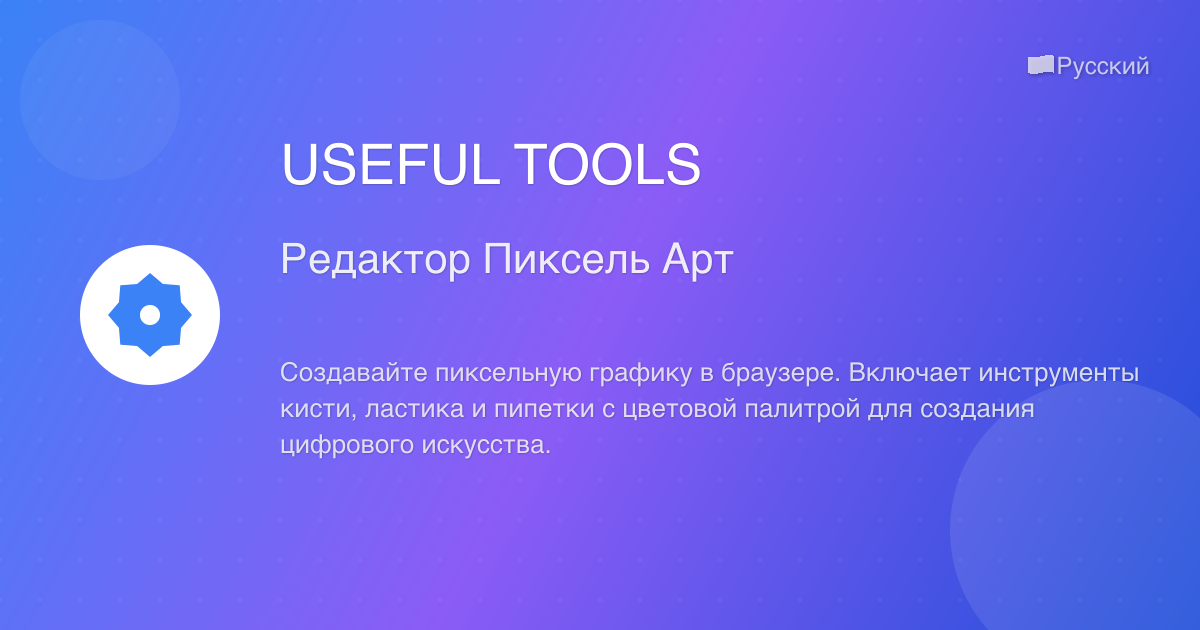 Русский
USEFUL TOOLS
Редактор Пиксель Арт
Создавайте пиксельную графику в браузере. Включает инструменты
кисти, ластика и пипетки с цветовой палитрой для создания
цифрового искусства.